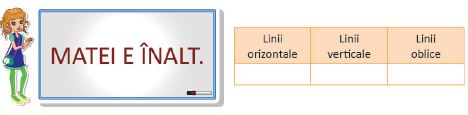 MATEI E ÎNALT.
Linii orizontale
Linii verticale
Linii oblice